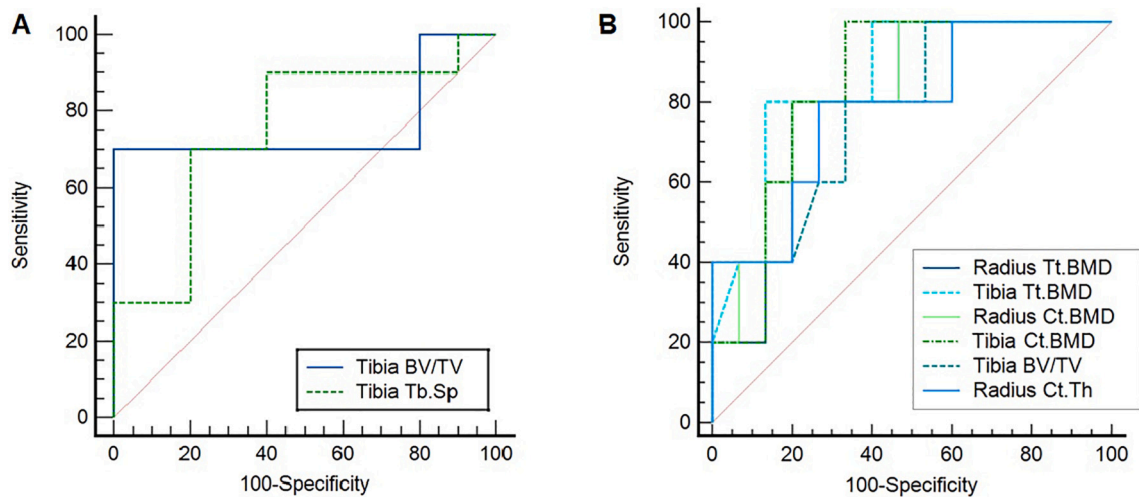 A
Sensitivity
100
80
60
40
20
0
0 20 40 60 80 100
100-Specificity
Tibia BV/TV
Tibia Tb.Sp
B
Sensitivity
100
80
60
40
20
0
0 20 40 60 80 100
100-Specificity
Radius Tt.BMD
Tibia Tt.BMD
Radius Ct.BMD
Tibia Ct.BMD
Tibia BV/TV
Radius Ct.Th